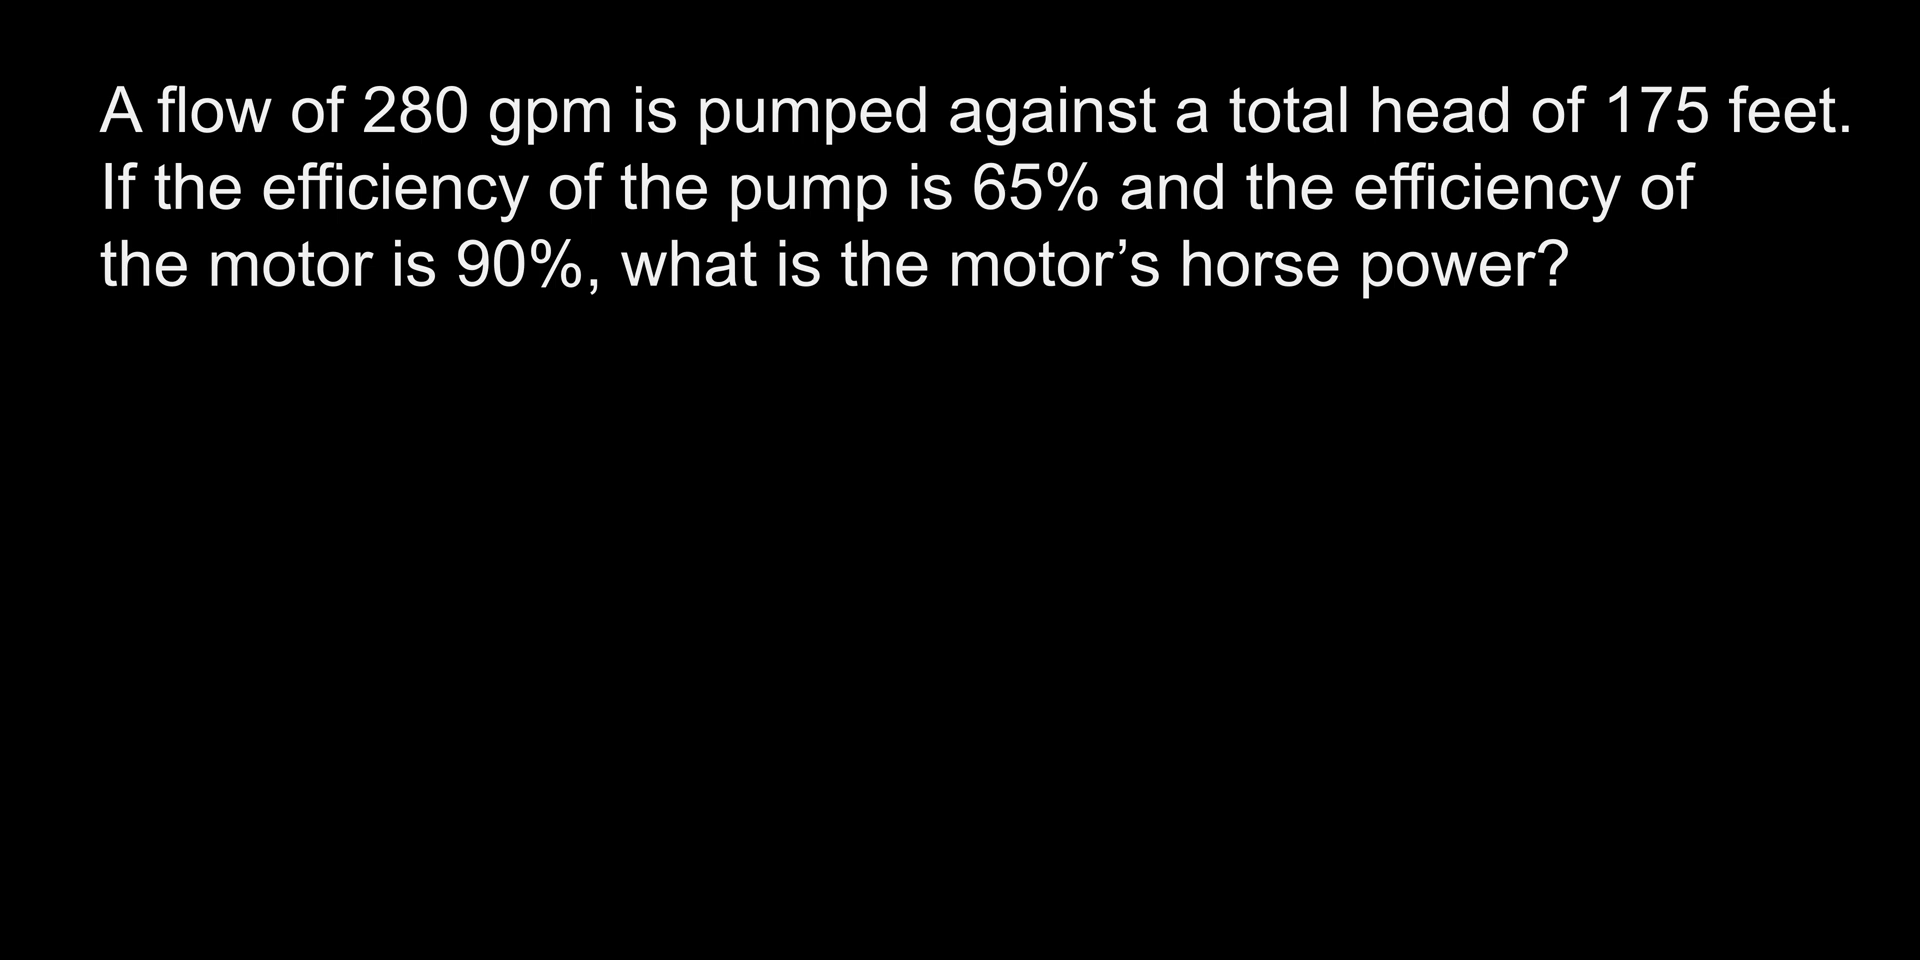 A flow of 280 gpm is pumped against a total head of 175 feet.
If the efficiency of the pump is 65% and the efficiency of
the motor is 90%, what is the motor’s horse power?